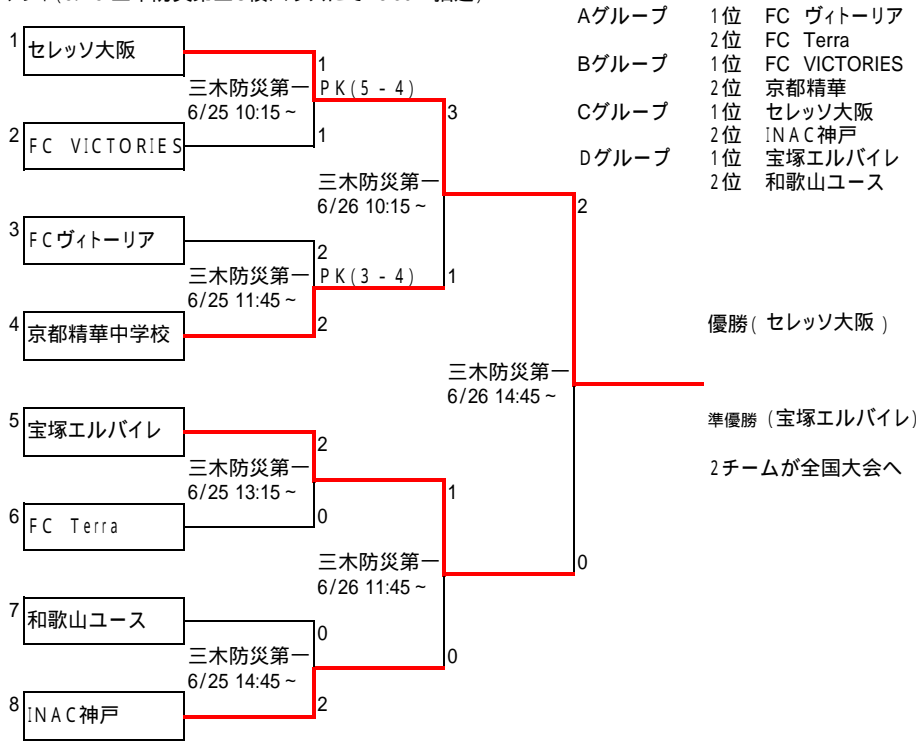 Aグループ 1位 FC ヴィトーリア
2位 FC Terra
Bグループ 1位 FC VICTORIES
2位 京都精華
Cグループ 1位 セレッソ大阪
2位 INAC神戸
Dグループ 1位 宝塚エルバイレ
2位 和歌山ユース
1 セレッソ大阪
1
三木防災第一 PK(5-4)
6/25 10:15~
3
2 FC VICTORIES
1
三木防災第一
6/26 10:15~
2
3 FCヴィトーリア
2
三木防災第一 PK(3-4)
6/25 11:45~
1
4 京都精華中学校
2
優勝( セレッソ大阪 )
三木防災第一
6/26 14:45~
5 宝塚エルバイレ
準優勝 (宝塚エルバイレ)
2
三木防災第一
6/25 13:15~
2チームが全国大会へ
1
6 FC Terra
0
三木防災第一
6/26 11:45~
0
7 和歌山ユース
0
三木防災第一
6/25 14:45~
0
8 INAC神戸
2